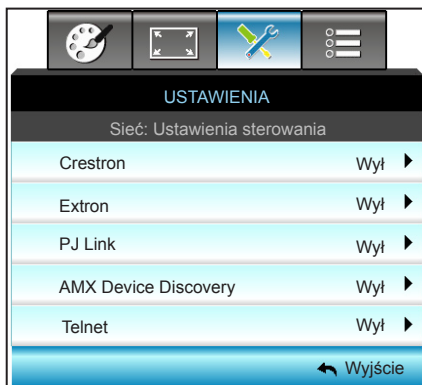 USTAWIENIA
Sieć: Ustawienia sterowania
Crestron Wył
Extron Wył
PJ Link Wył
AMX Device Discovery Wył
Telnet Wył
Wyjście